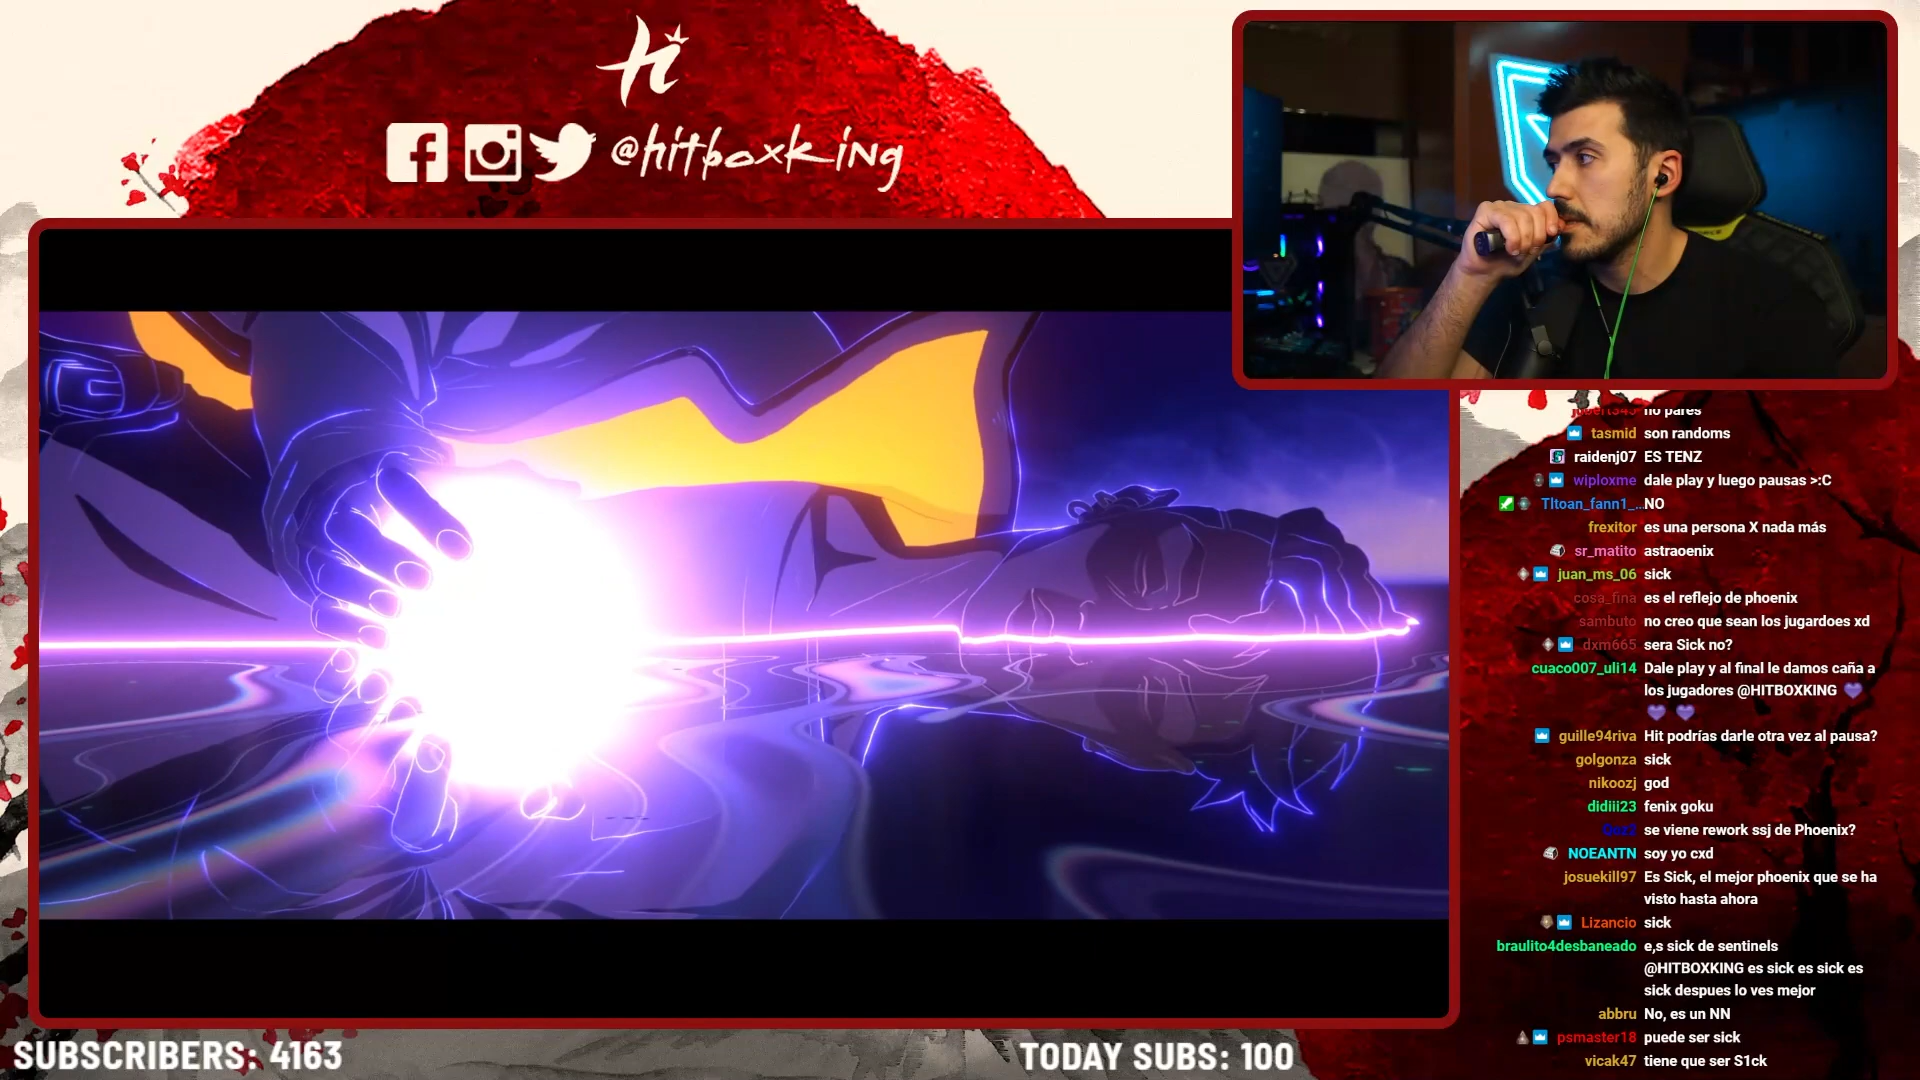 h
@hitboxking
jobert345 no pares
tasmid son randoms
raidenj07 ES TENZ
wiploxme dale play y luego pausas >:C
Tltoan_fann1_... NO
frexitor es una persona X nada más
sr_matito astraoenix
juan_ms_06 sick
cosa_fina es el reflejo de phoenix
sambuto no creo que sean los jugardoes xd
dxm665 sera Sick no?
cuaco007_uli14 Dale play y al final le damos caña a
los jugadores @HITBOXKING
guille94riva Hit podrías darle otra vez al pausa?
golgonza sick
nikoozj god
didiii23 fenix goku
se viene rework ssj de Phoenix?
NOEANTN soy yo cxd
josuekill97 Es Sick, el mejor phoenix que se ha
visto hasta ahora
Lizancio sick
braulito4desbaneado e,s sick de sentinels
@HITBOXKING es sick es sick es
sick despues lo ves mejor
abbru No, es un NN
psmaster18 puede ser sick
vicak47 tiene que ser S1ck
SUBSCRIBERS: 4163
TODAY SUBS: 100